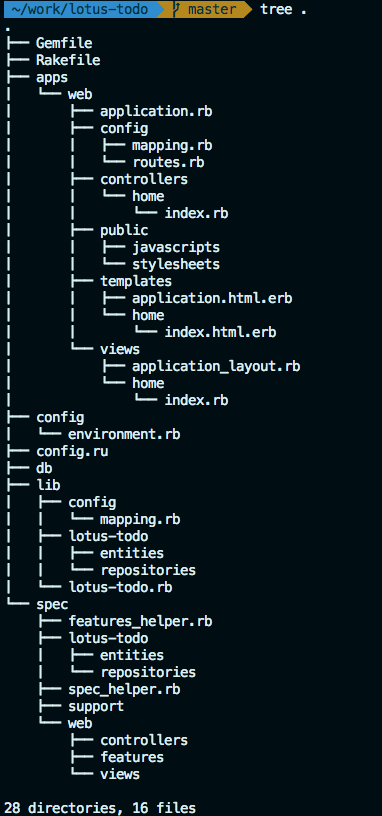 ~/work/lotus-todo  master  tree .
.
├── Gemfile
├── Rakefile
├── apps
│   └── web
│       ├── application.rb
│       ├── config
│       │   ├── mapping.rb
│       │   └── routes.rb
│       ├── controllers
│       │   └── home
│       │       └── index.rb
│       ├── public
│       │   ├── javascripts
│       │   └── stylesheets
│       ├── templates
│       │   ├── application.html.erb
│       │   └── home
│       │       └── index.html.erb
│       └── views
│           ├── application_layout.rb
│           └── home
│               └── index.rb
├── config
│   └── environment.rb
├── config.ru
├── db
├── lib
│   ├── config
│   │   └── mapping.rb
│   ├── lotus-todo
│   │   ├── entities
│   │   └── repositories
│   └── lotus-todo.rb
└── spec
    ├── features_helper.rb
    ├── lotus-todo
    │   ├── entities
    │   └── repositories
    ├── spec_helper.rb
    ├── support
    └── web
        ├── controllers
        ├── features
        └── views
28 directories, 16 files